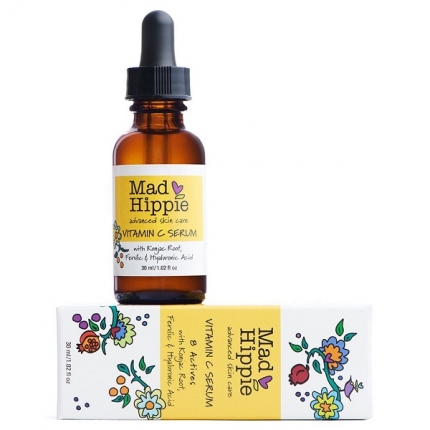 Mad
Hippie
advanced skin care
VITAMIN C SERUM
with Konjac Root,
Ferulic & Hyaluronic Acid
30 ml/1.02 fl oz
Mad
Hippie
advanced skin care
VITAMIN C SERUM
8 Actives
with Konjac Root,
Ferulic & Hyaluronic Acid
30 ml/1.02 fl oz